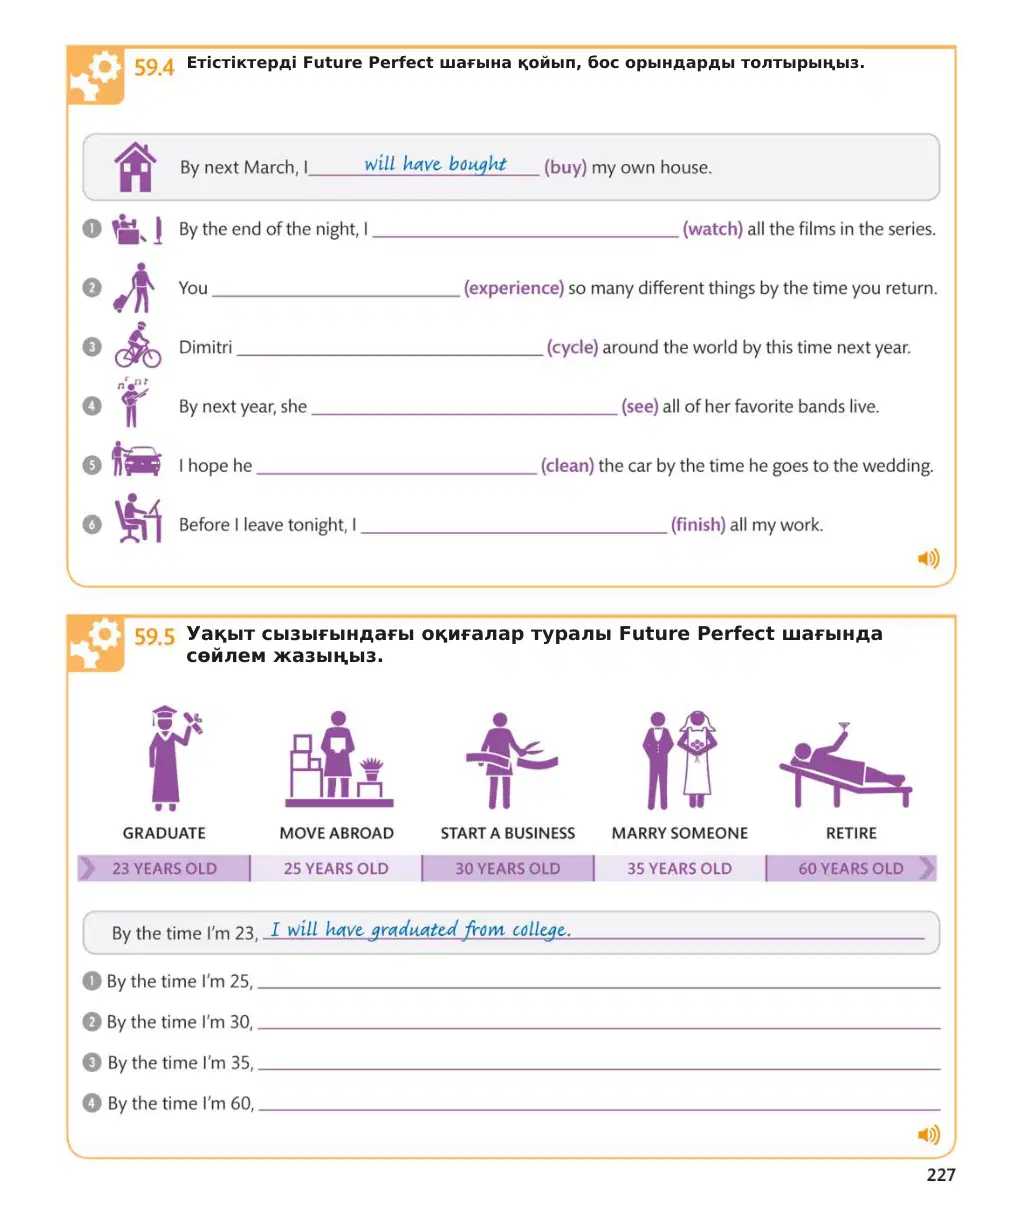 59.4 Етістіктерді Future Perfect шағына қойып, бос орындарды толтырыңыз.
By next March, I will have bought (buy) my own house.
1 By the end of the night, I (watch) all the films in the series.
2 You (experience) so many different things by the time you return.
3 Dimitri (cycle) around the world by this time next year.
4 By next year, she (see) all of her favorite bands live.
5 I hope he (clean) the car by the time he goes to the wedding.
6 Before I leave tonight, I (finish) all my work.
59.5 Уақыт сызығындағы оқиғалар туралы Future Perfect шағында
сөйлем жазыңыз.
GRADUATE MOVE ABROAD START A BUSINESS MARRY SOMEONE RETIRE
23 YEARS OLD 25 YEARS OLD 30 YEARS OLD 35 YEARS OLD 60 YEARS OLD
By the time I'm 23, I will have graduated from college.
1 By the time I'm 25,
2 By the time I'm 30,
3 By the time I'm 35,
4 By the time I'm 60,
227